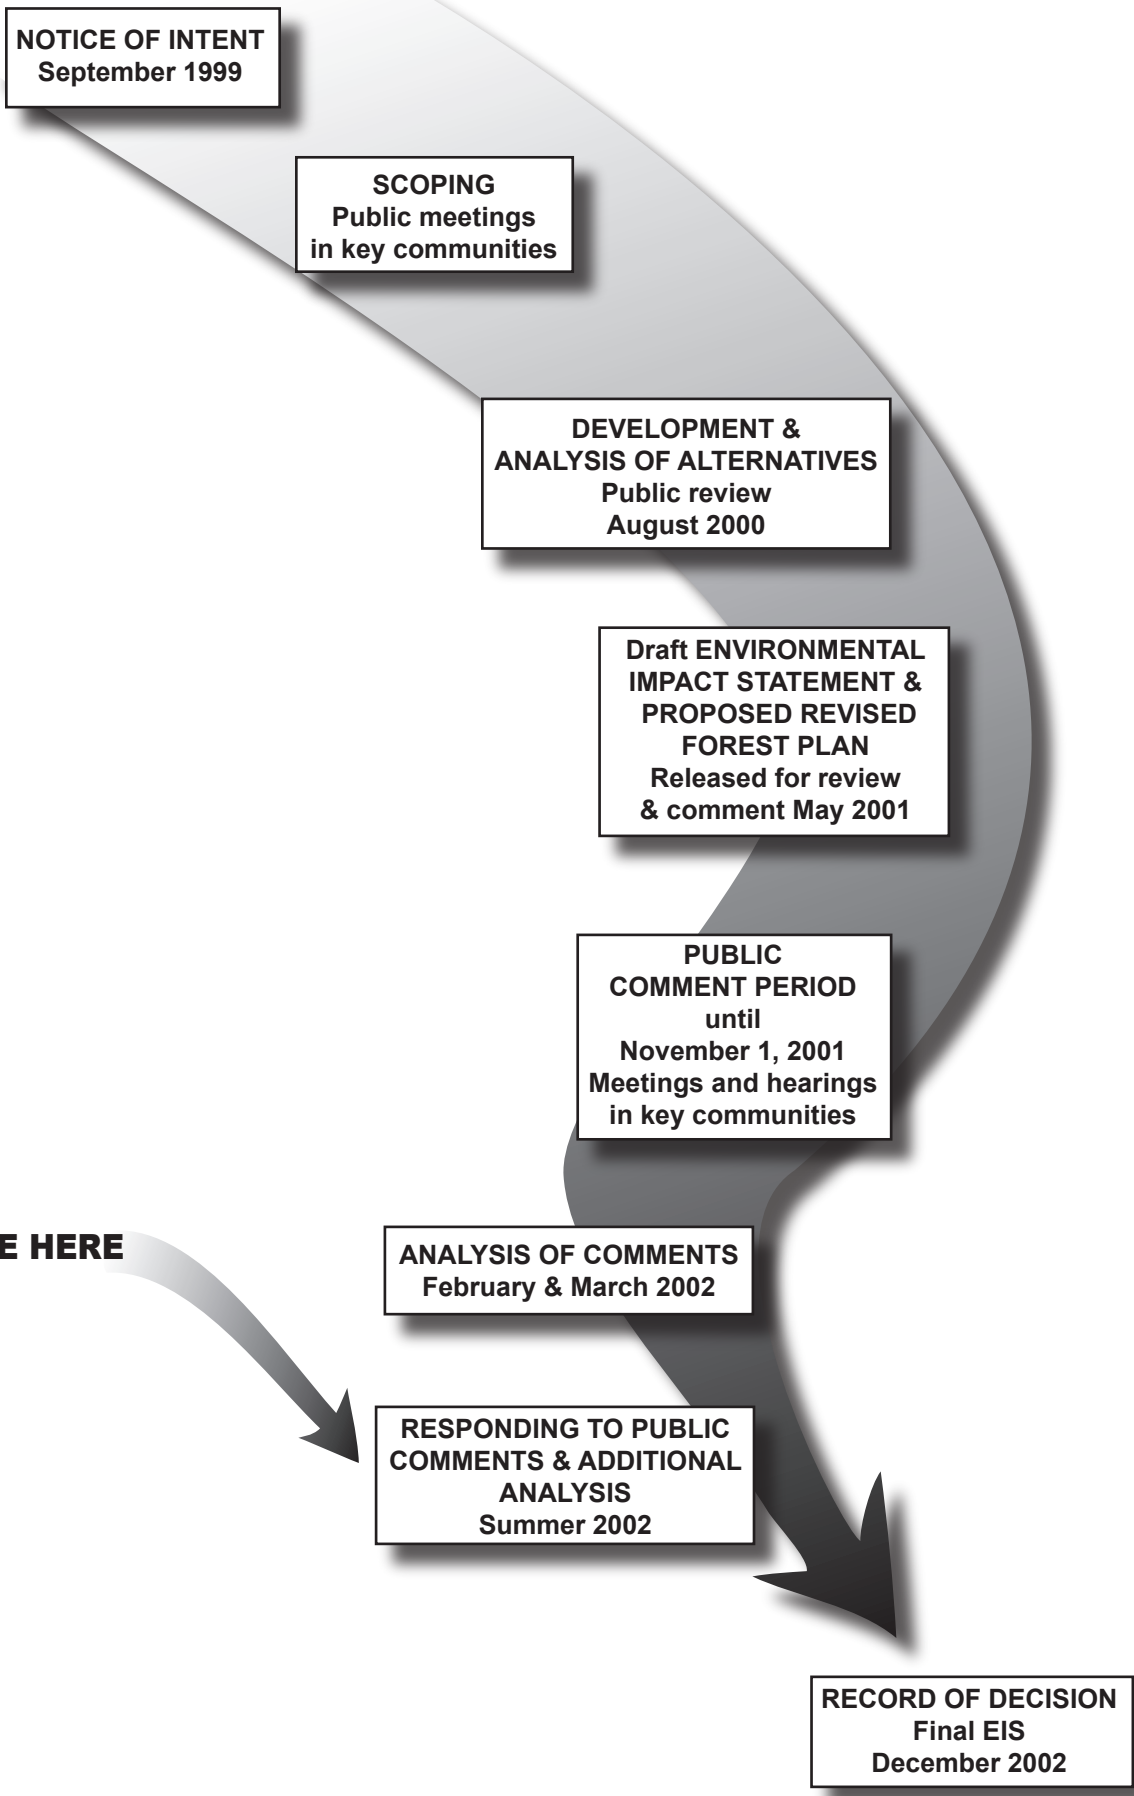 NOTICE OF INTENT
September 1999
SCOPING
Public meetings
in key communities
DEVELOPMENT &
ANALYSIS OF ALTERNATIVES
Public review
August 2000
Draft ENVIRONMENTAL
IMPACT STATEMENT &
PROPOSED REVISED
FOREST PLAN
Released for review
& comment May 2001
PUBLIC
COMMENT PERIOD
until
November 1, 2001
Meetings and hearings
in key communities
E HERE
ANALYSIS OF COMMENTS
February & March 2002
RESPONDING TO PUBLIC
COMMENTS & ADDITIONAL
ANALYSIS
Summer 2002
RECORD OF DECISION
Final EIS
December 2002